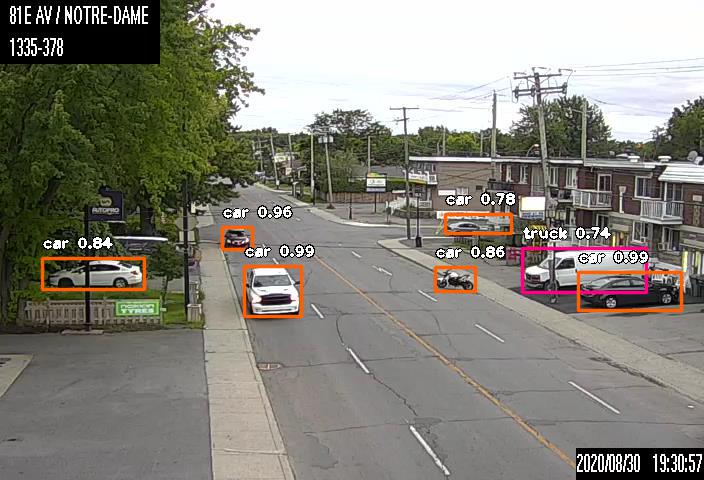 81E AV / NOTRE-DAME
1335-378
car 0.78
car 0.96
truck 0.74
car 0.84
car 0.99
car 0.86
car 0.99
AUTOPRO
2020/08/30 19:30:57